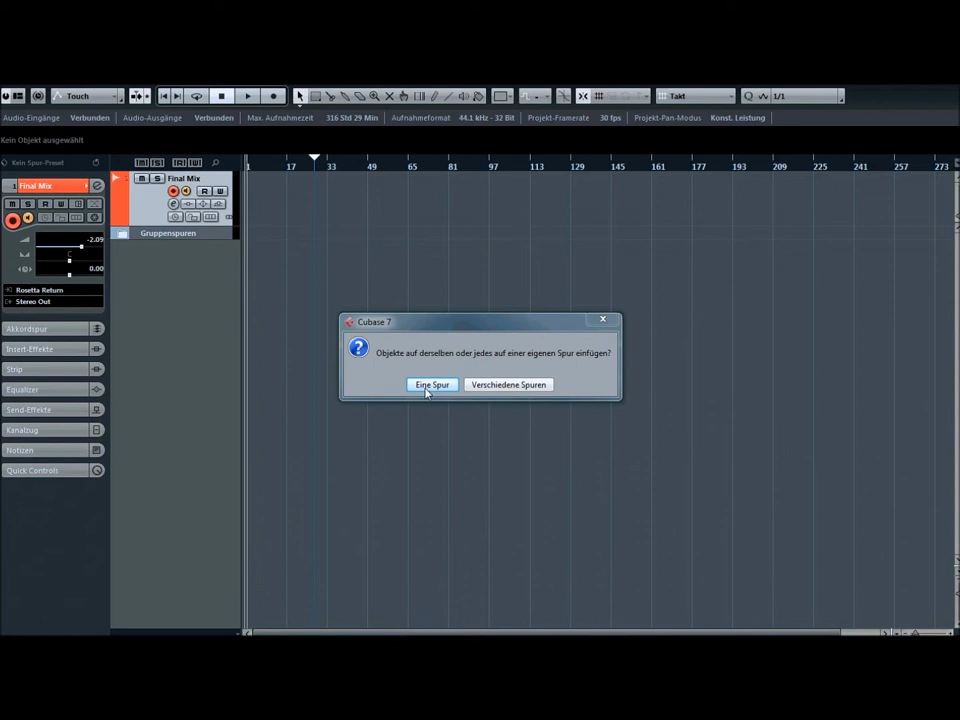 Touch
Takt
Q
1/1
Audio-Eingänge
Verbunden
Audio-Ausgänge
Verbunden
Max. Aufnahmezeit
316 Std 29 Min
Aufnahmeformat
44.1 kHz - 32 Bit
Projekt-Framerate
30 fps
Projekt-Pan-Modus
Konst. Leistung
Kein Objekt ausgewählt
Kein Spur-Preset
1 17 33 49 65 81 97 113 129 145 161 177 193 209 225 241 257 273
1 Final Mix
M S R W
-2.09
C
0.00
Rosetta Return
Stereo Out
Akkordspur
Insert-Effekte
Strip
Equalizer
Send-Effekte
Kanalzug
Notizen
Quick Controls
M S Final Mix
R W
e
Gruppenspuren
Cubase 7
Objekte auf derselben oder jedes auf einer eigenen Spur einfügen?
Eine Spur
Verschiedene Spuren